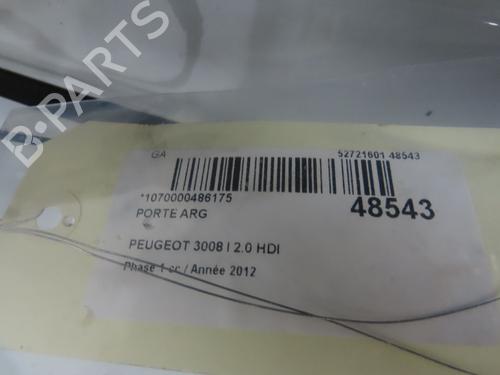 B-PARTS
GA
52721601 48543
*1070000486175
48543
PORTE ARG
PEUGEOT 3008 I 2.0 HDI
Phase 1 cc / Année 2012